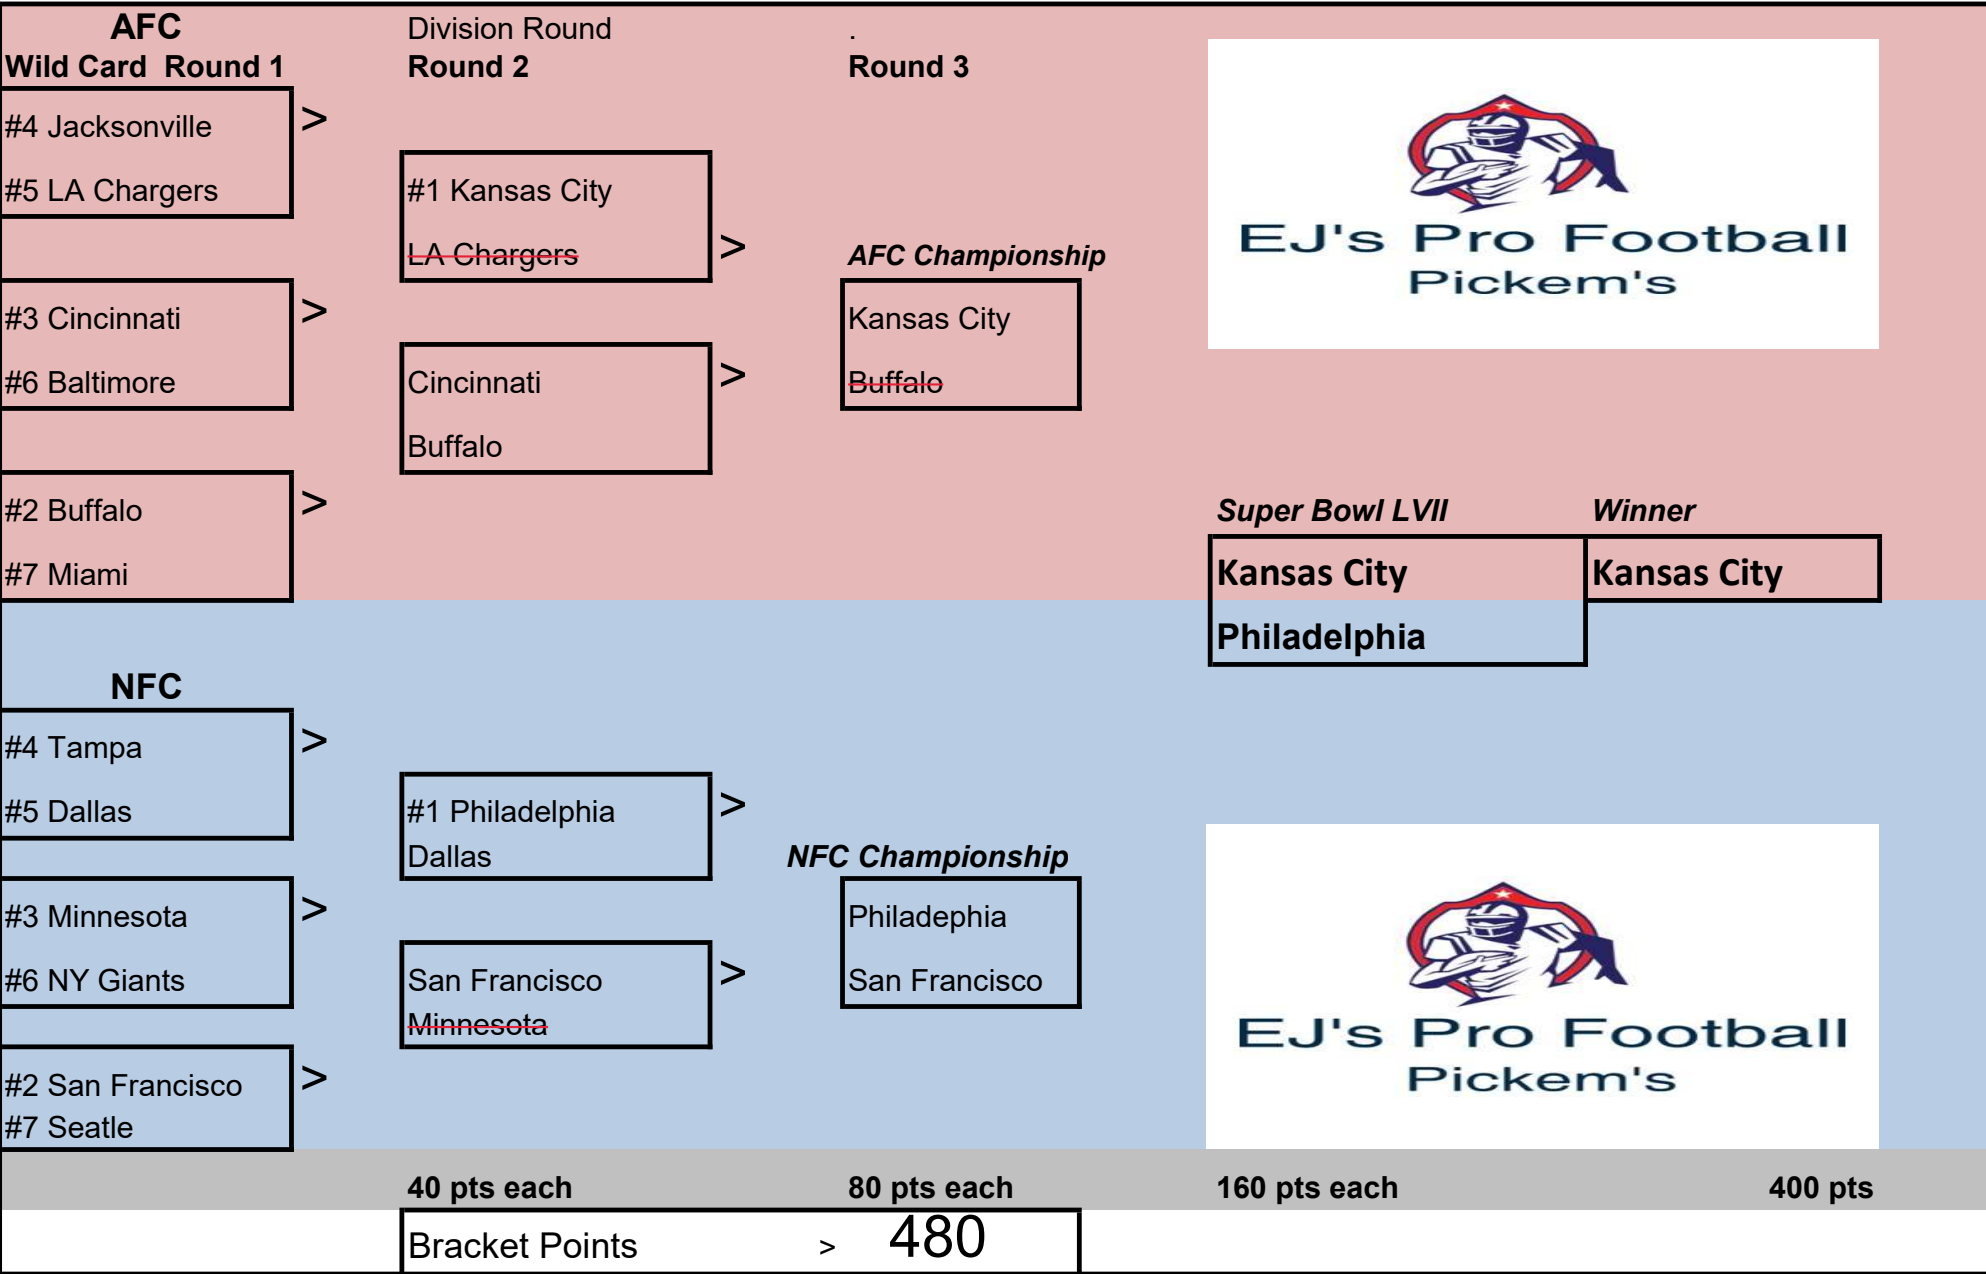 AFC Division Round .
Wild Card Round 1 Round 2 Round 3
#4 Jacksonville >
#5 LA Chargers #1 Kansas City
EJ's Pro Football
LA Chargers > AFC Championship
Pickem's
#3 Cincinnati > Kansas City
#6 Baltimore Cincinnati > Buffalo
Buffalo
#2 Buffalo > Super Bowl LVII Winner
#7 Miami Kansas City Kansas City
Philadelphia
NFC
#4 Tampa >
#5 Dallas #1 Philadelphia >
Dallas NFC Championship
#3 Minnesota > Philadephia
#6 NY Giants San Francisco > San Francisco
Minnesota
EJ's Pro Football
#2 San Francisco > Pickem's
#7 Seatle
40 pts each 80 pts each 160 pts each 400 pts
Bracket Points > 480